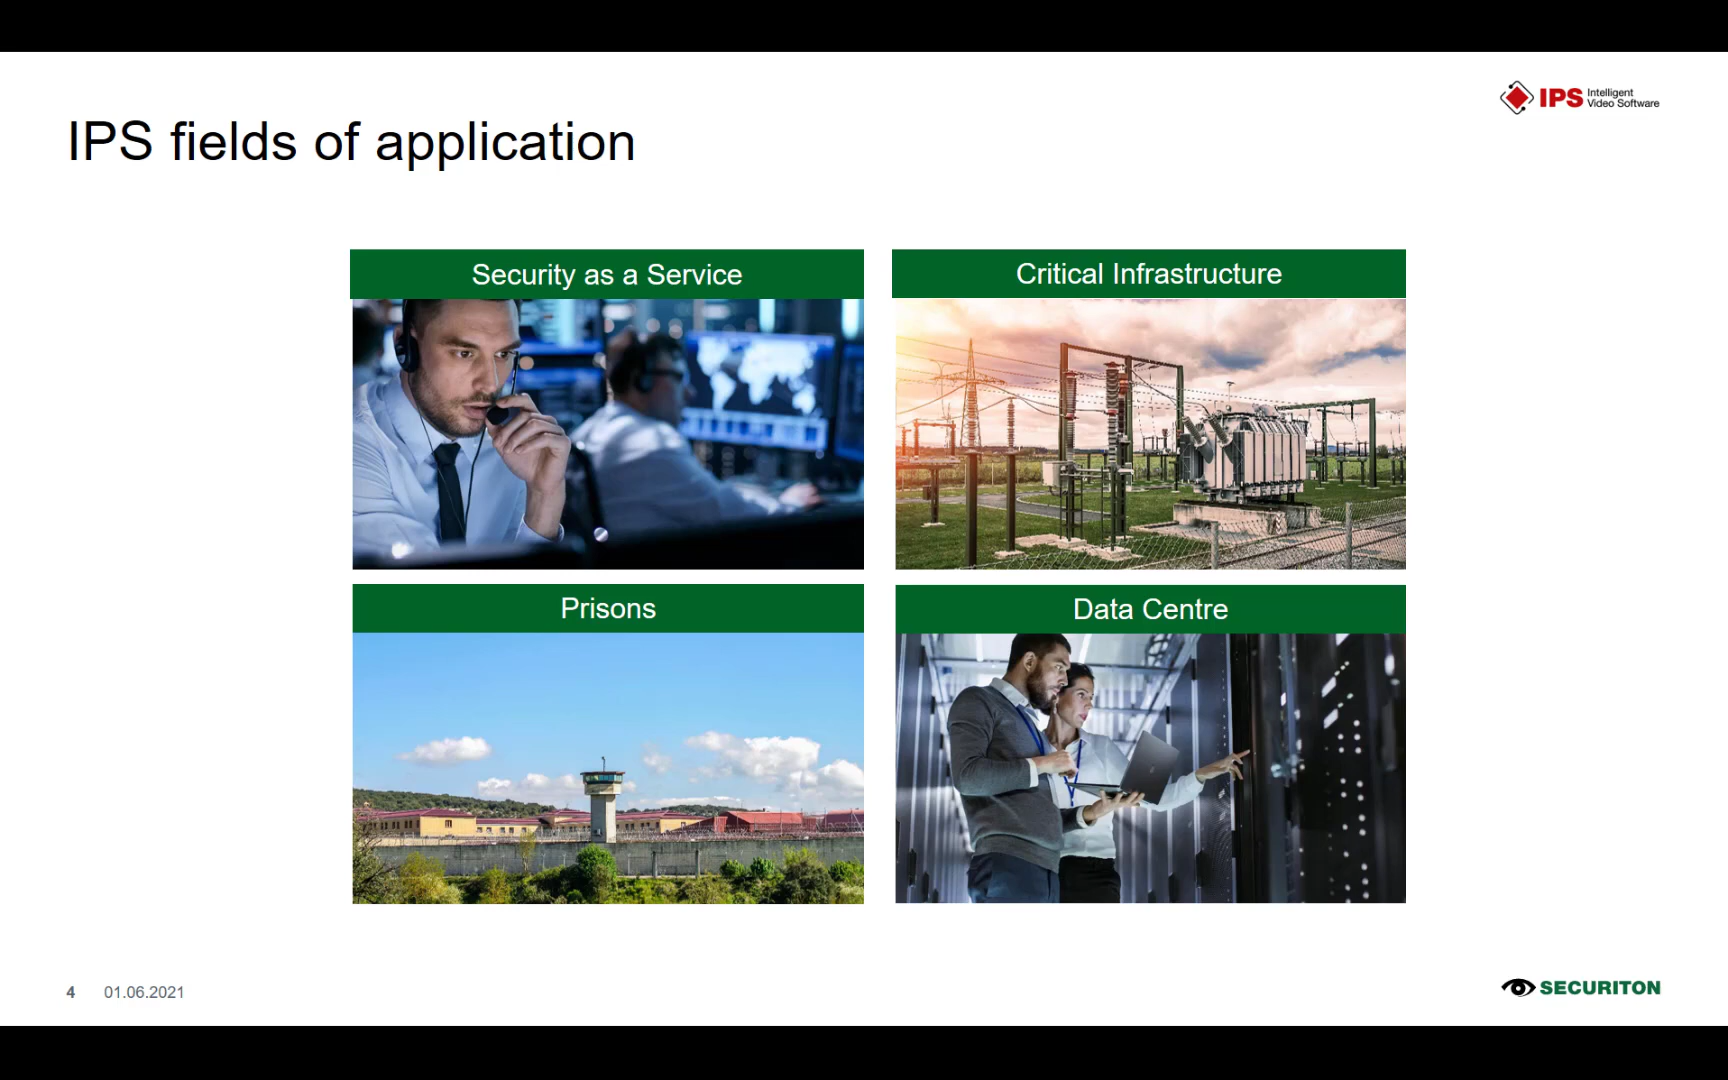 IPS Intelligent
Video Software
IPS fields of application
Security as a Service
Critical Infrastructure
Prisons
Data Centre
4 01.06.2021
SECURITON